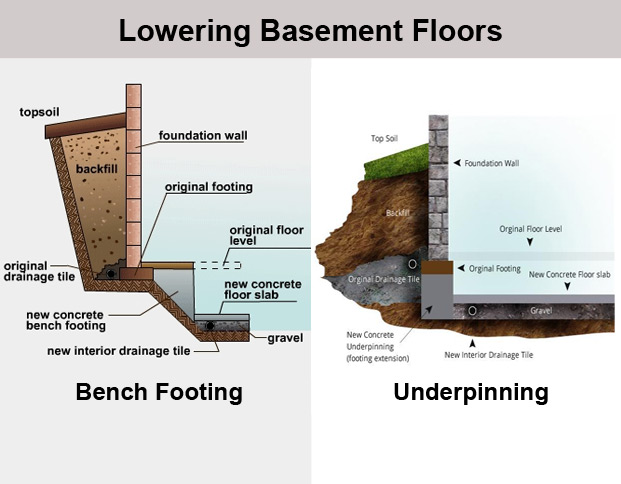 Lowering Basement Floors
topsoil
foundation wall
backfill
original footing
original floor
level
original
drainage tile
new concrete
floor slab
new concrete
bench footing
gravel
new interior drainage tile
Bench Footing
Top Soil
Foundation Wall
Backfill
Orginal Floor Level
Orginal Footing
Orginal Drainage Tile
New Concrete Floor slab
Gravel
New Concrete
Underpinning
(footing extension)
New Interior Drainage Tile
Underpinning